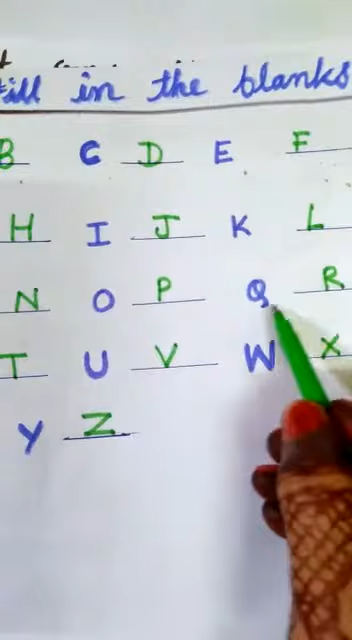 Fill in the blanks
B C D E F
H I J K L
N O P Q R
T U V W X
Y Z